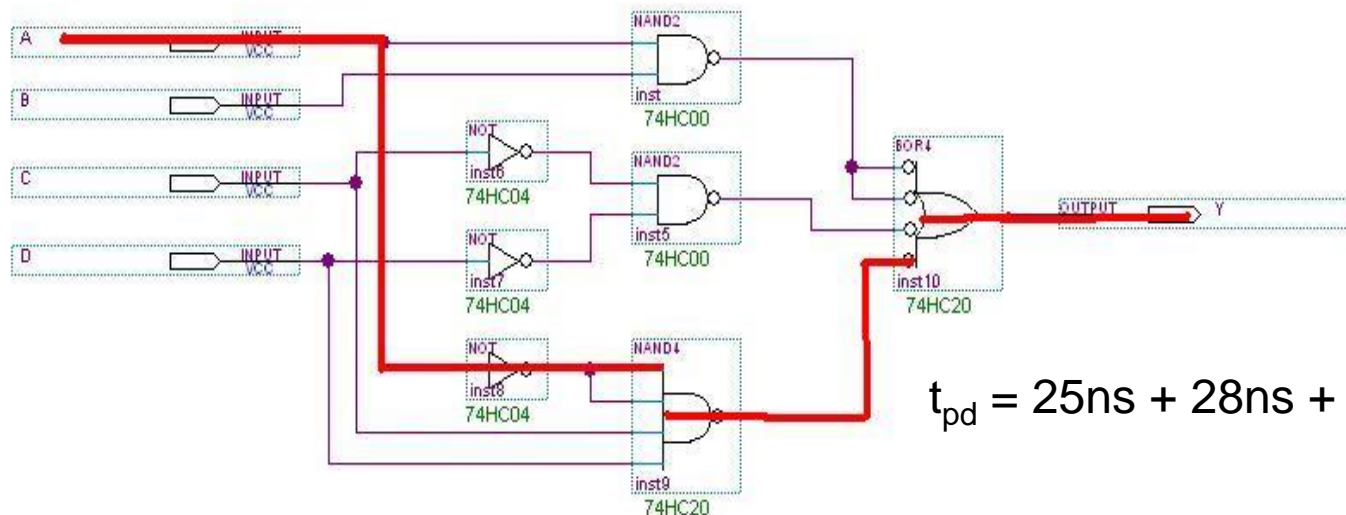 NAND2
A
INPUT
VCC
inst
74HC00
B
INPUT
VCC
NOT
inst6
74HC04
NAND2
inst5
74HC00
BOR4
inst10
74HC20
C
INPUT
VCC
OUTPUT
Y
D
INPUT
VCC
NOT
inst7
74HC04
NOT
inst8
74HC04
NAND4
inst9
74HC20
tpd = 25ns + 28ns +